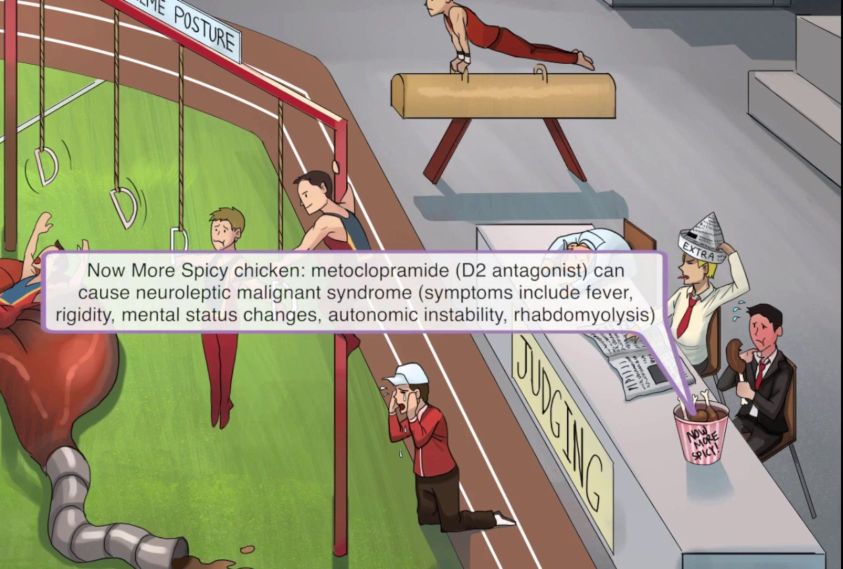 EME POSTURE
EXTRA
Now More Spicy chicken: metoclopramide (D2 antagonist) can
cause neuroleptic malignant syndrome (symptoms include fever,
rigidity, mental status changes, autonomic instability, rhabdomyolysis)
JUDGING
NOW
MORE
SPICY!